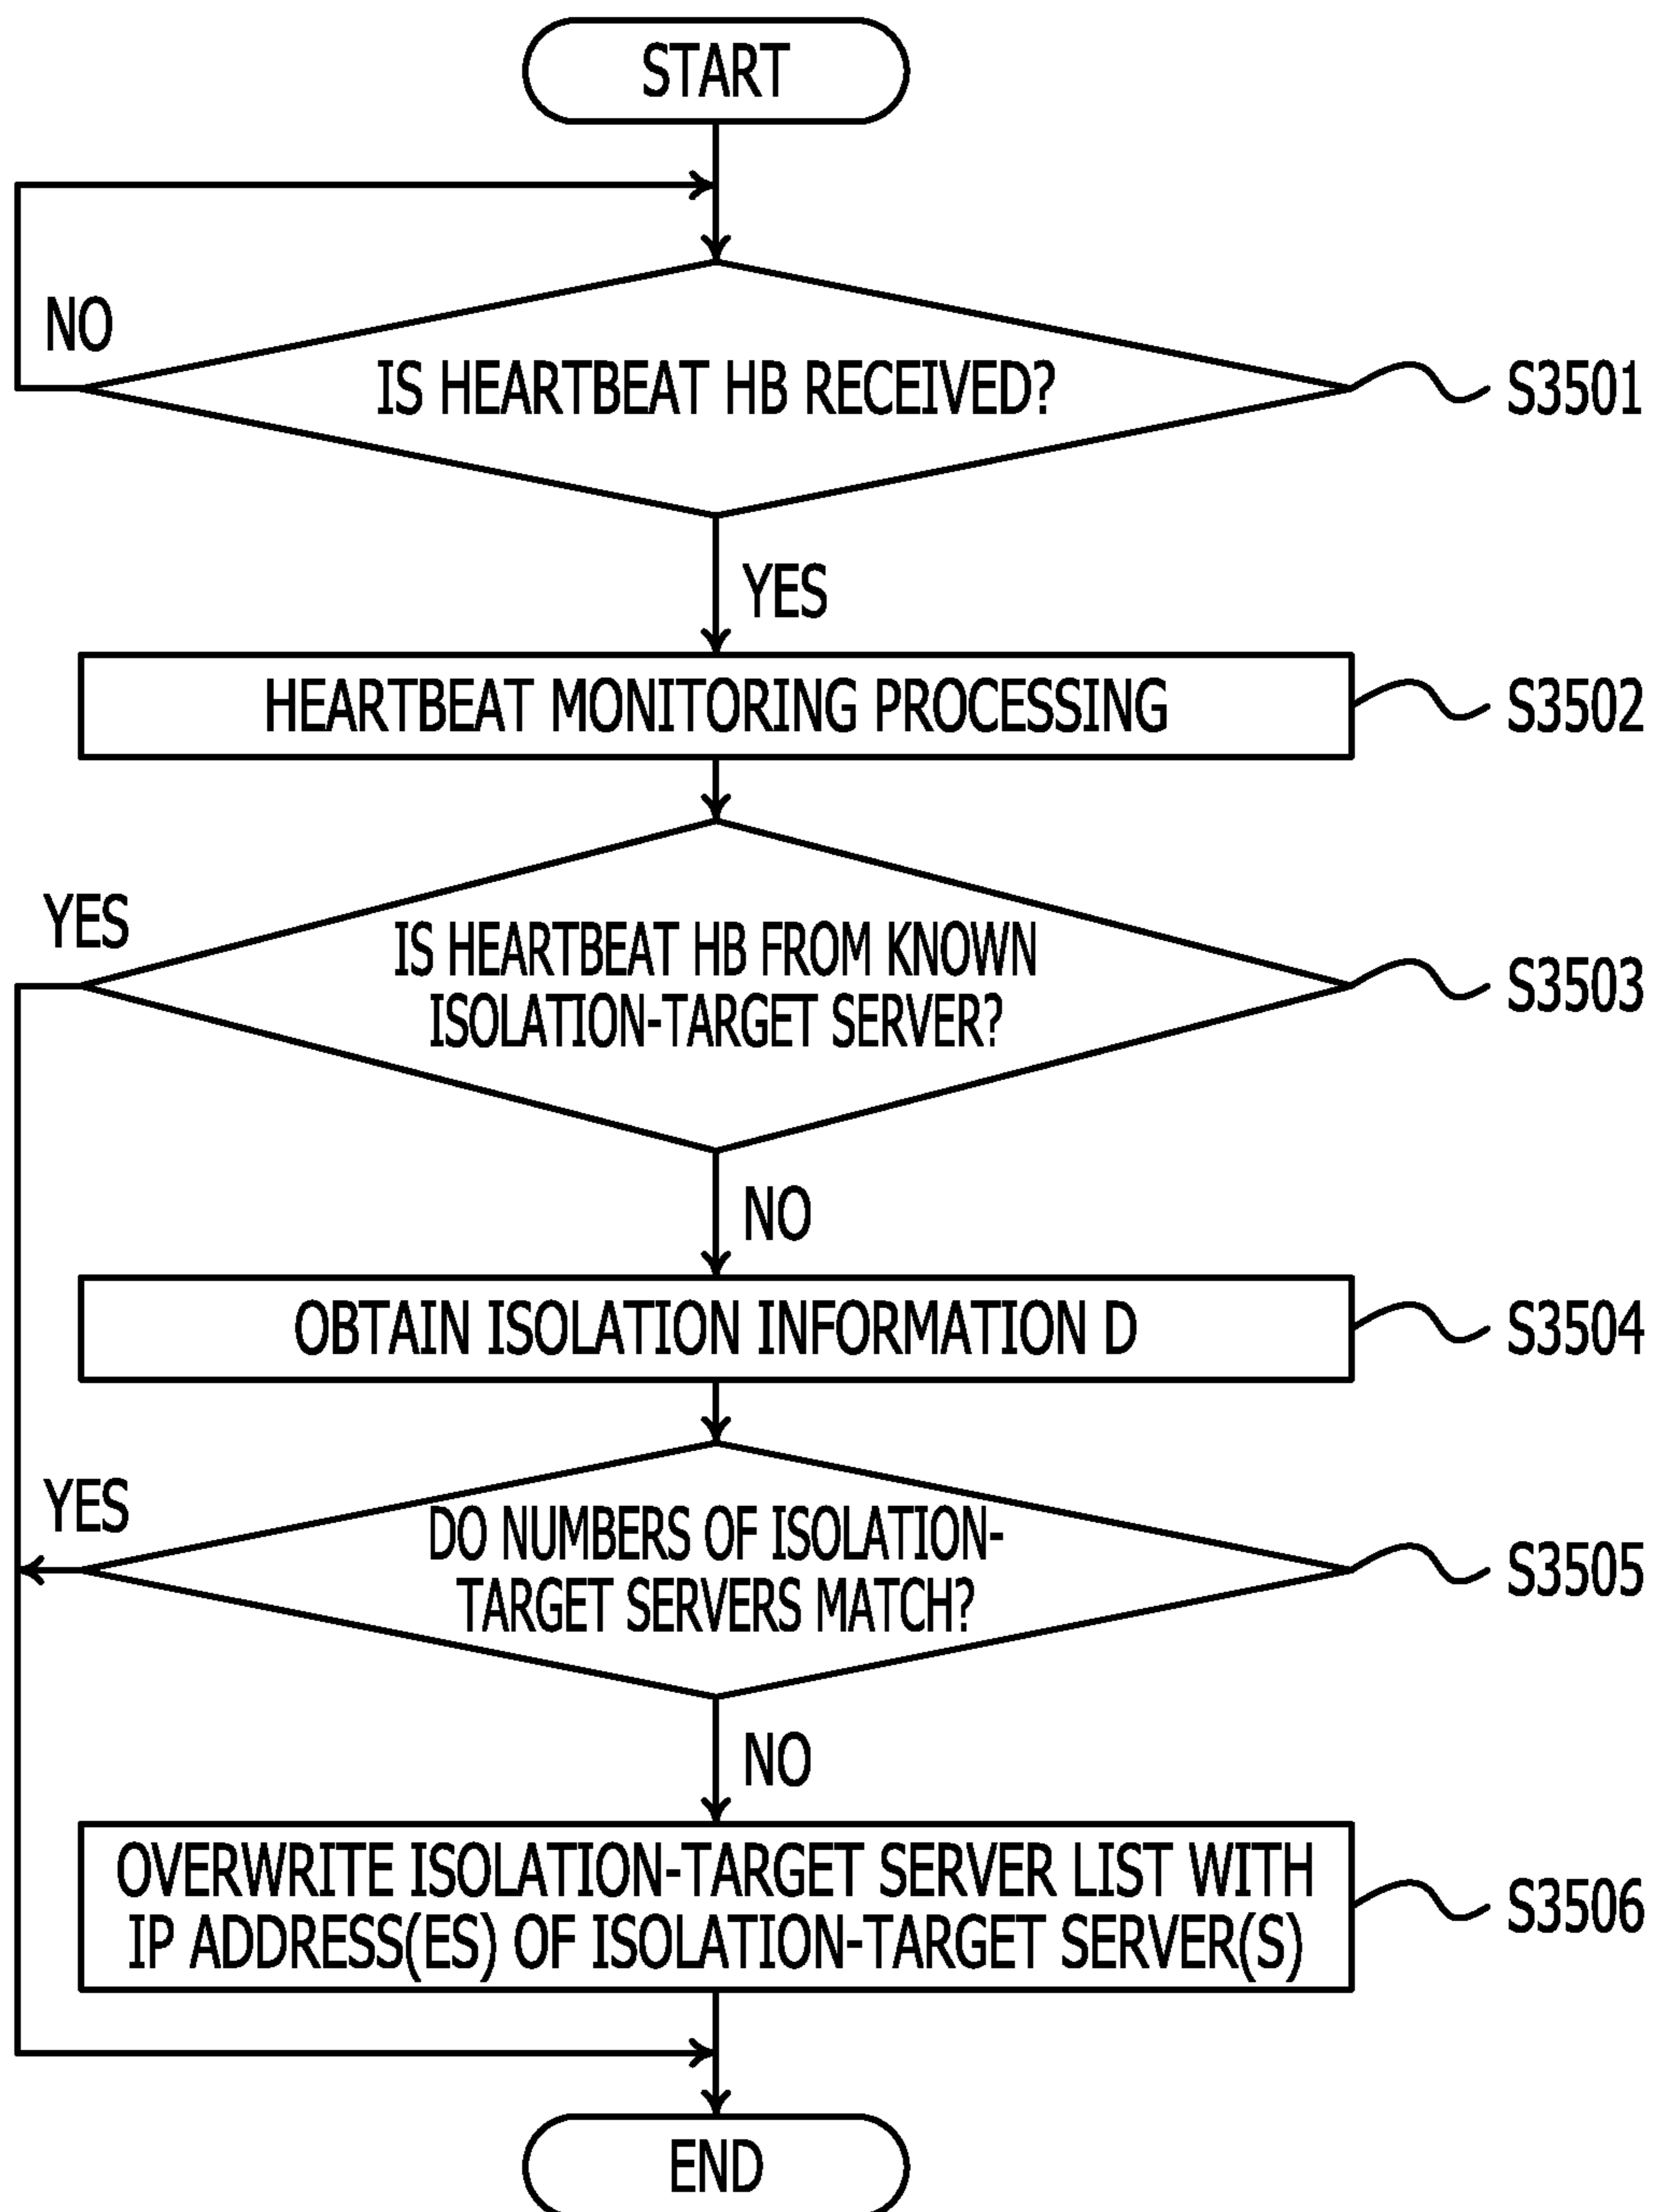 START
NO
IS HEARTBEAT HB RECEIVED?
S3501
YES
HEARTBEAT MONITORING PROCESSING
S3502
YES
IS HEARTBEAT HB FROM KNOWN
ISOLATION-TARGET SERVER?
S3503
NO
OBTAIN ISOLATION INFORMATION D
S3504
YES
DO NUMBERS OF ISOLATION-
TARGET SERVERS MATCH?
S3505
NO
OVERWRITE ISOLATION-TARGET SERVER LIST WITH
IP ADDRESS(ES) OF ISOLATION-TARGET SERVER(S)
S3506
END